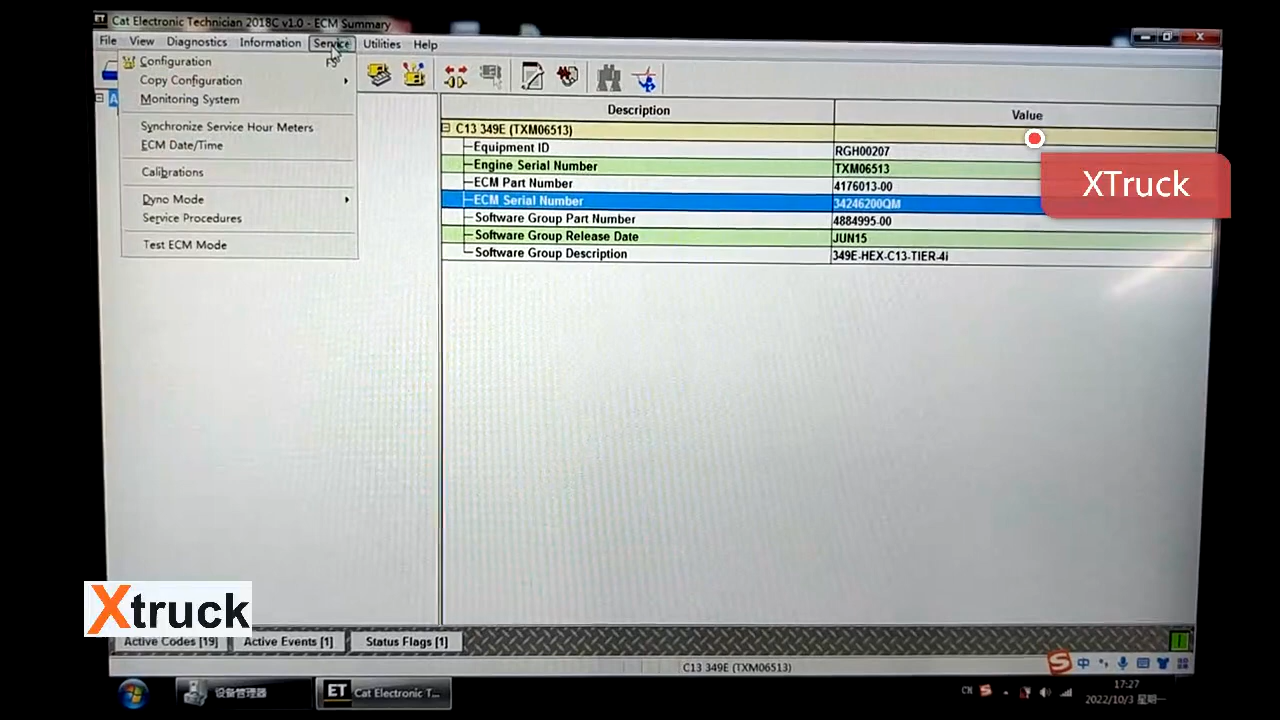 ET Cat Electronic Technician 2018C v1.0 - ECM Summary
File View Diagnostics Information Service Utilities Help
Configuration F5
Copy Configuration
Monitoring System
Synchronize Service Hour Meters
ECM Date/Time
Calibrations
Dyno Mode
Service Procedures
Test ECM Mode
Description Value
C13 349E (TXM06513)
Equipment ID RGH00207
Engine Serial Number TXM06513
ECM Part Number 4176013-00
ECM Serial Number 34246200QM
Software Group Part Number 4884995-00
Software Group Release Date JUN15
Software Group Description 349E-HEX-C13-TIER-4i
XTruck
Xtruck
Active Codes [19] Active Events [1] Status Flags [1]
C13 349E (TXM06513)
S 中
设备管理器
ET Cat Electronic T...
CH S
17:27
2022/10/3 星期一